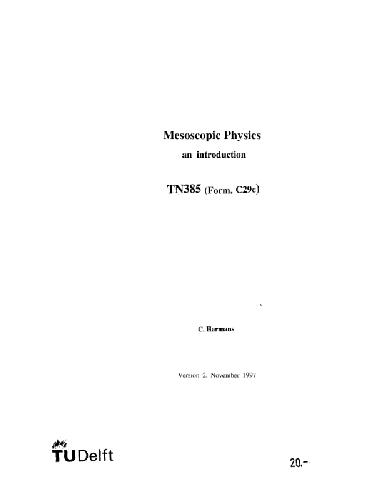 Mesoscopic Physics
an introduction
TN385 (Form. C29c)
C. Harmans
Version 2, November 1997
TU Delft
20.-